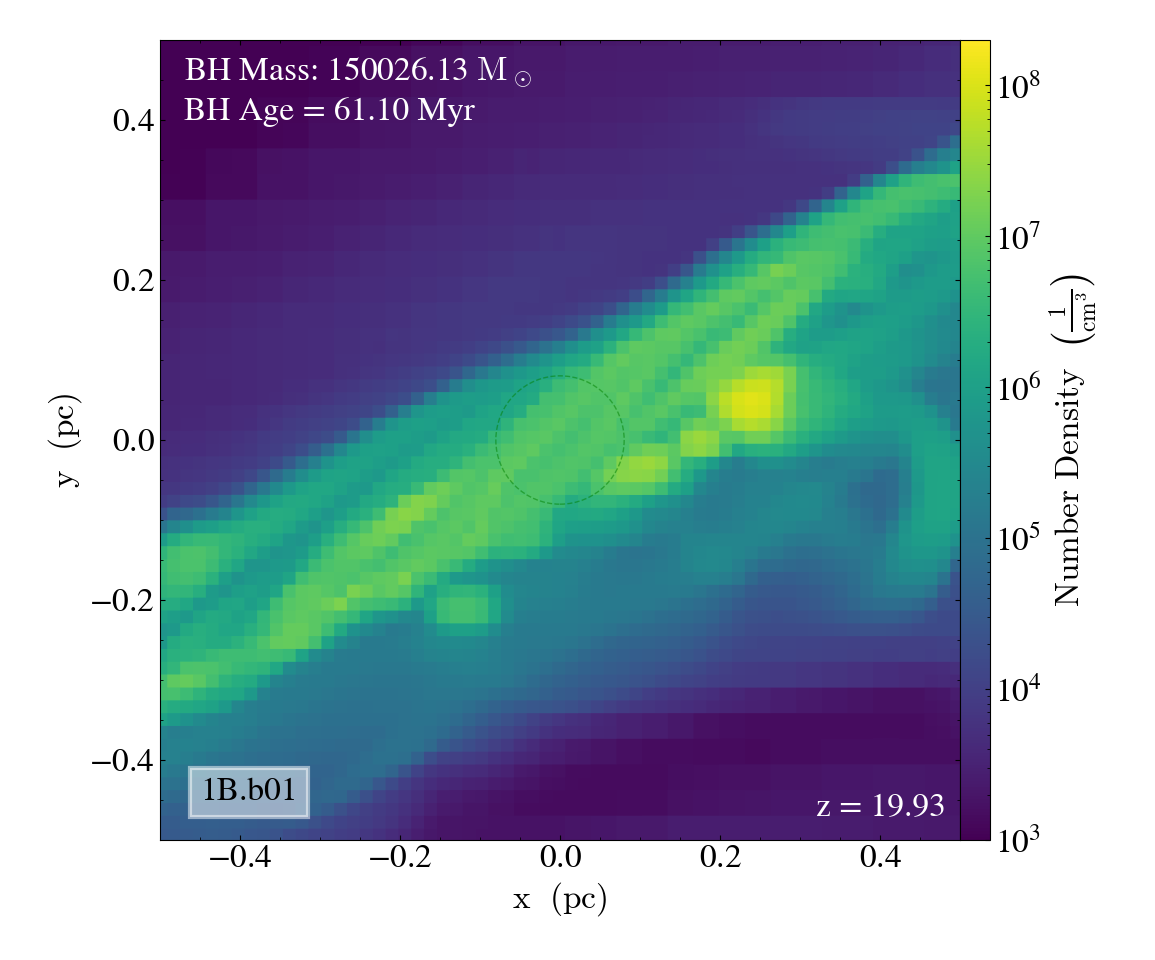 BH Mass: 150026.13 M☉
BH Age = 61.10 Myr
1B.b01
z = 19.93
0.4
0.2
0.0
−0.2
−0.4
y (pc)
−0.4 −0.2 0.0 0.2 0.4
x (pc)
10⁸
10⁷
10⁶
10⁵
10⁴
10³
Number Density (1/cm³)